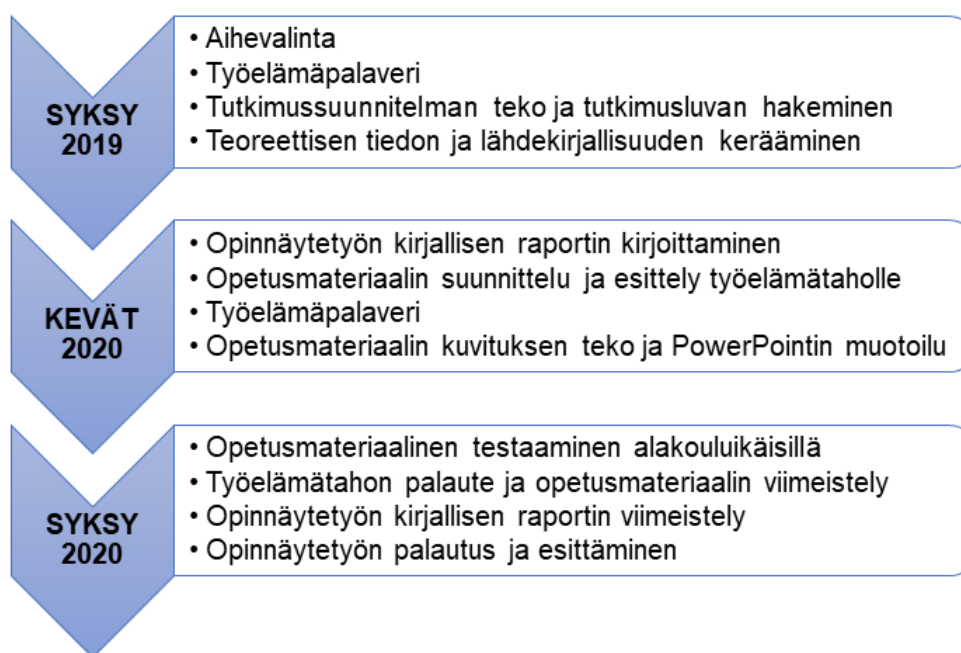 SYKSY
2019
• Aihevalinta
• Työelämäpalaveri
• Tutkimussuunnitelman teko ja tutkimusluvan hakeminen
• Teoreettisen tiedon ja lähdekirjallisuuden kerääminen
KEVÄT
2020
• Opinnäytetyön kirjallisen raportin kirjoittaminen
• Opetusmateriaalin suunnittelu ja esittely työelämätaholle
• Työelämäpalaveri
• Opetusmateriaalin kuvituksen teko ja PowerPointin muotoilu
SYKSY
2020
• Opetusmateriaalinen testaaminen alakouluikäisillä
• Työelämätahon palaute ja opetusmateriaalin viimeistely
• Opinnäytetyön kirjallisen raportin viimeistely
• Opinnäytetyön palautus ja esittäminen